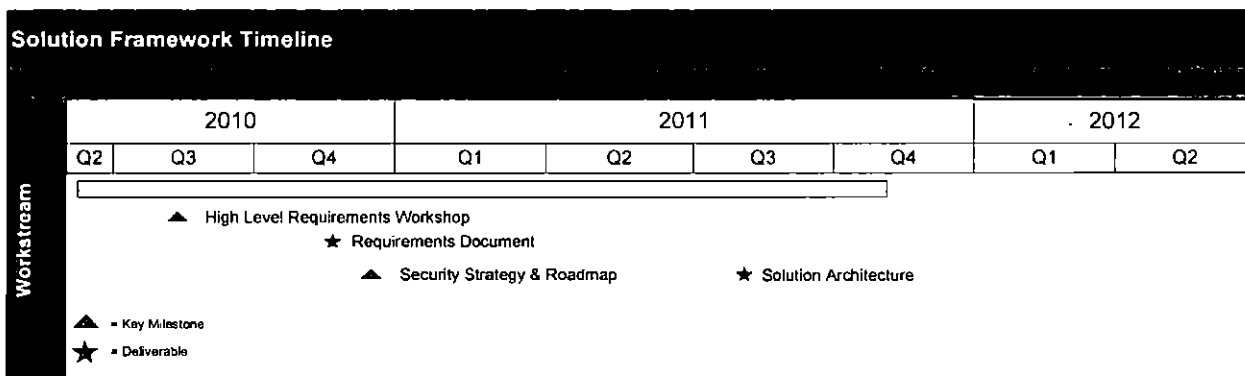 Solution Framework Timeline
2010 2011 2012
Q2 Q3 Q4 Q1 Q2 Q3 Q4 Q1 Q2
Workstream
High Level Requirements Workshop
Requirements Document
Security Strategy & Roadmap Solution Architecture
= Key Milestone
= Deliverable